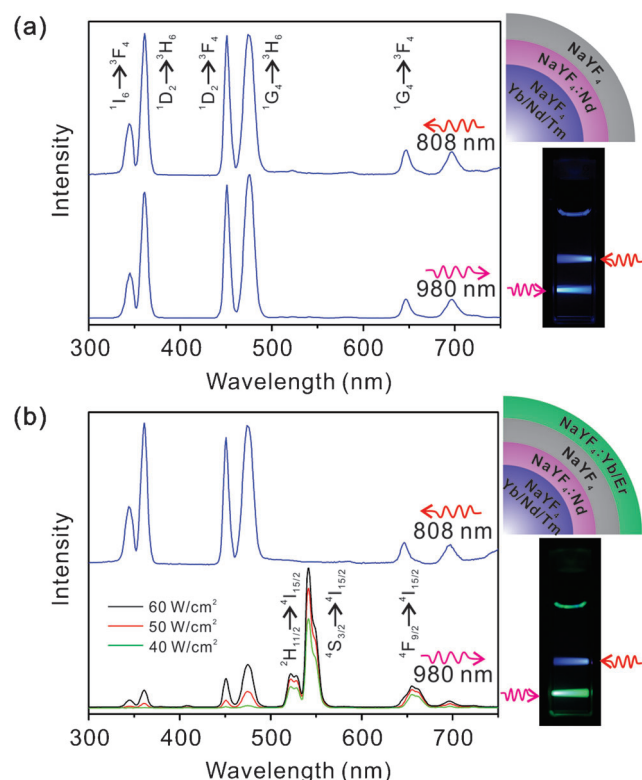 (a)
Intensity
¹I₆ → ³F₄
¹D₂ → ³H₆
¹D₂ → ³F₄
¹G₄ → ³H₆
¹G₄ → ³F₄
808 nm
980 nm
300 400 500 600 700
Wavelength (nm)
NaYF₄
NaYF₄:Nd
NaYF₄
Yb/Nd/Tm
(b)
Intensity
808 nm
60 W/cm²
50 W/cm²
40 W/cm²
²H₁₁/₂ → ⁴I₁₅/₂
⁴S₃/₂ → ⁴I₁₅/₂
⁴F₉/₂ → ⁴I₁₅/₂
980 nm
300 400 500 600 700
Wavelength (nm)
NaYF₄:Yb/Er
NaYF₄
NaYF₄:Nd
NaYF₄
Yb/Nd/Tm